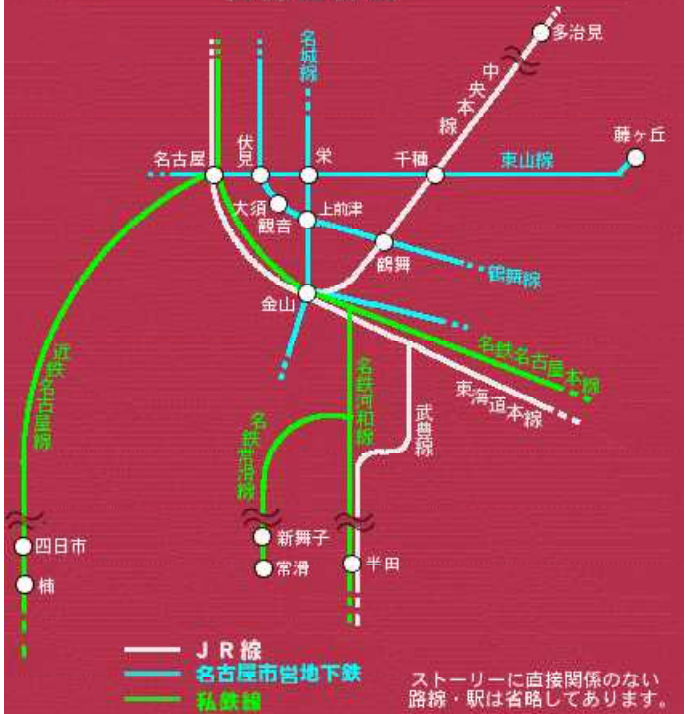 多治見
名城線
中央本線
藤ヶ丘
名古屋
伏見
栄
千種
東山線
大須
観音
上前津
鶴舞
鶴舞線
金山
近鉄名古屋線
名鉄名古屋本線
東海道本線
名鉄河和線
武豊線
名鉄常滑線
四日市
新舞子
楠
常滑
半田
JR線
名古屋市営地下鉄
私鉄線
ストーリーに直接関係のない
路線・駅は省略してあります。